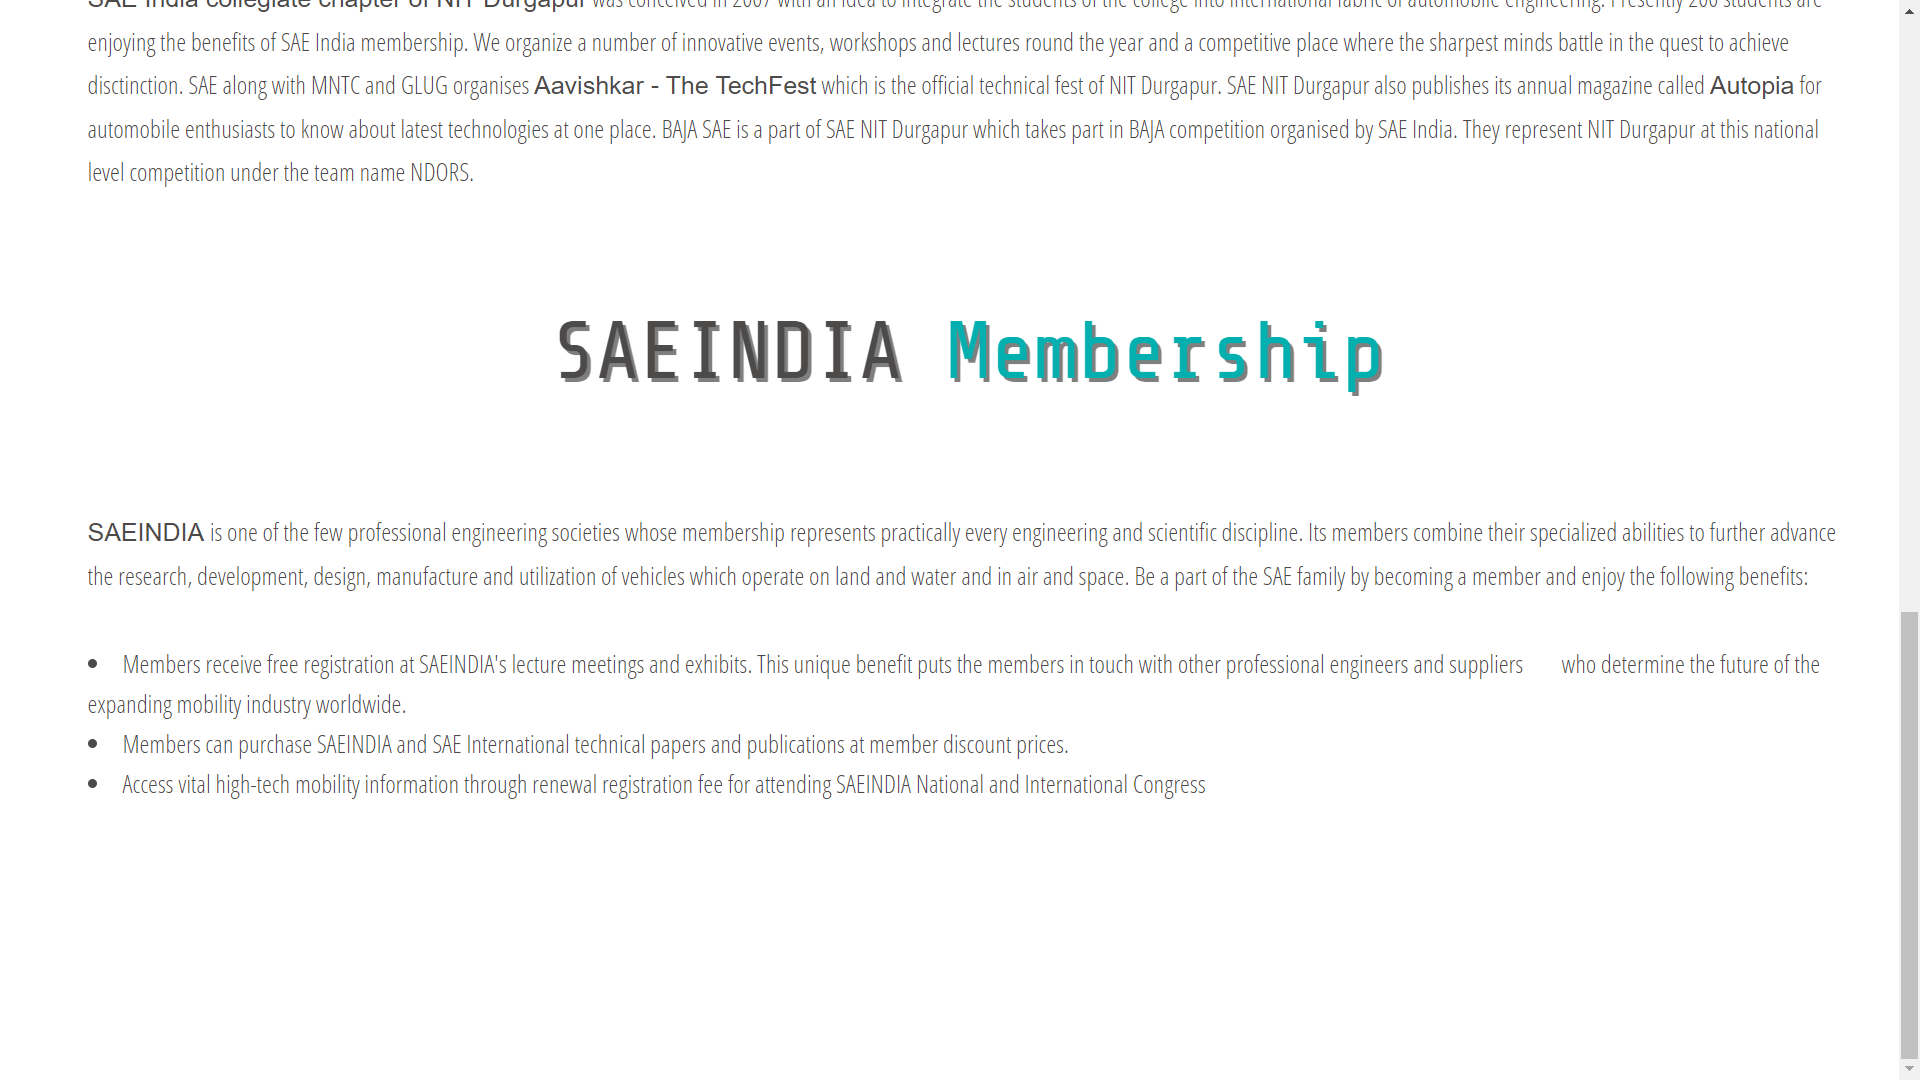 SAE India collegiate chapter of NIT Durgapur was conceived in 2007 with an idea to integrate the students of the college into international fabric of automobile engineering. Presently 200 students are
enjoying the benefits of SAE India membership. We organize a number of innovative events, workshops and lectures round the year and a competitive place where the sharpest minds battle in the quest to achieve
disctinction. SAE along with MNTC and GLUG organises Aavishkar - The TechFest which is the official technical fest of NIT Durgapur. SAE NIT Durgapur also publishes its annual magazine called Autopia for
automobile enthusiasts to know about latest technologies at one place. BAJA SAE is a part of SAE NIT Durgapur which takes part in BAJA competition organised by SAE India. They represent NIT Durgapur at this national
level competition under the team name NDORS.
SAEINDIA Membership
SAEINDIA is one of the few professional engineering societies whose membership represents practically every engineering and scientific discipline. Its members combine their specialized abilities to further advance
the research, development, design, manufacture and utilization of vehicles which operate on land and water and in air and space. Be a part of the SAE family by becoming a member and enjoy the following benefits:
• Members receive free registration at SAEINDIA's lecture meetings and exhibits. This unique benefit puts the members in touch with other professional engineers and suppliers who determine the future of the
expanding mobility industry worldwide.
• Members can purchase SAEINDIA and SAE International technical papers and publications at member discount prices.
• Access vital high-tech mobility information through renewal registration fee for attending SAEINDIA National and International Congress